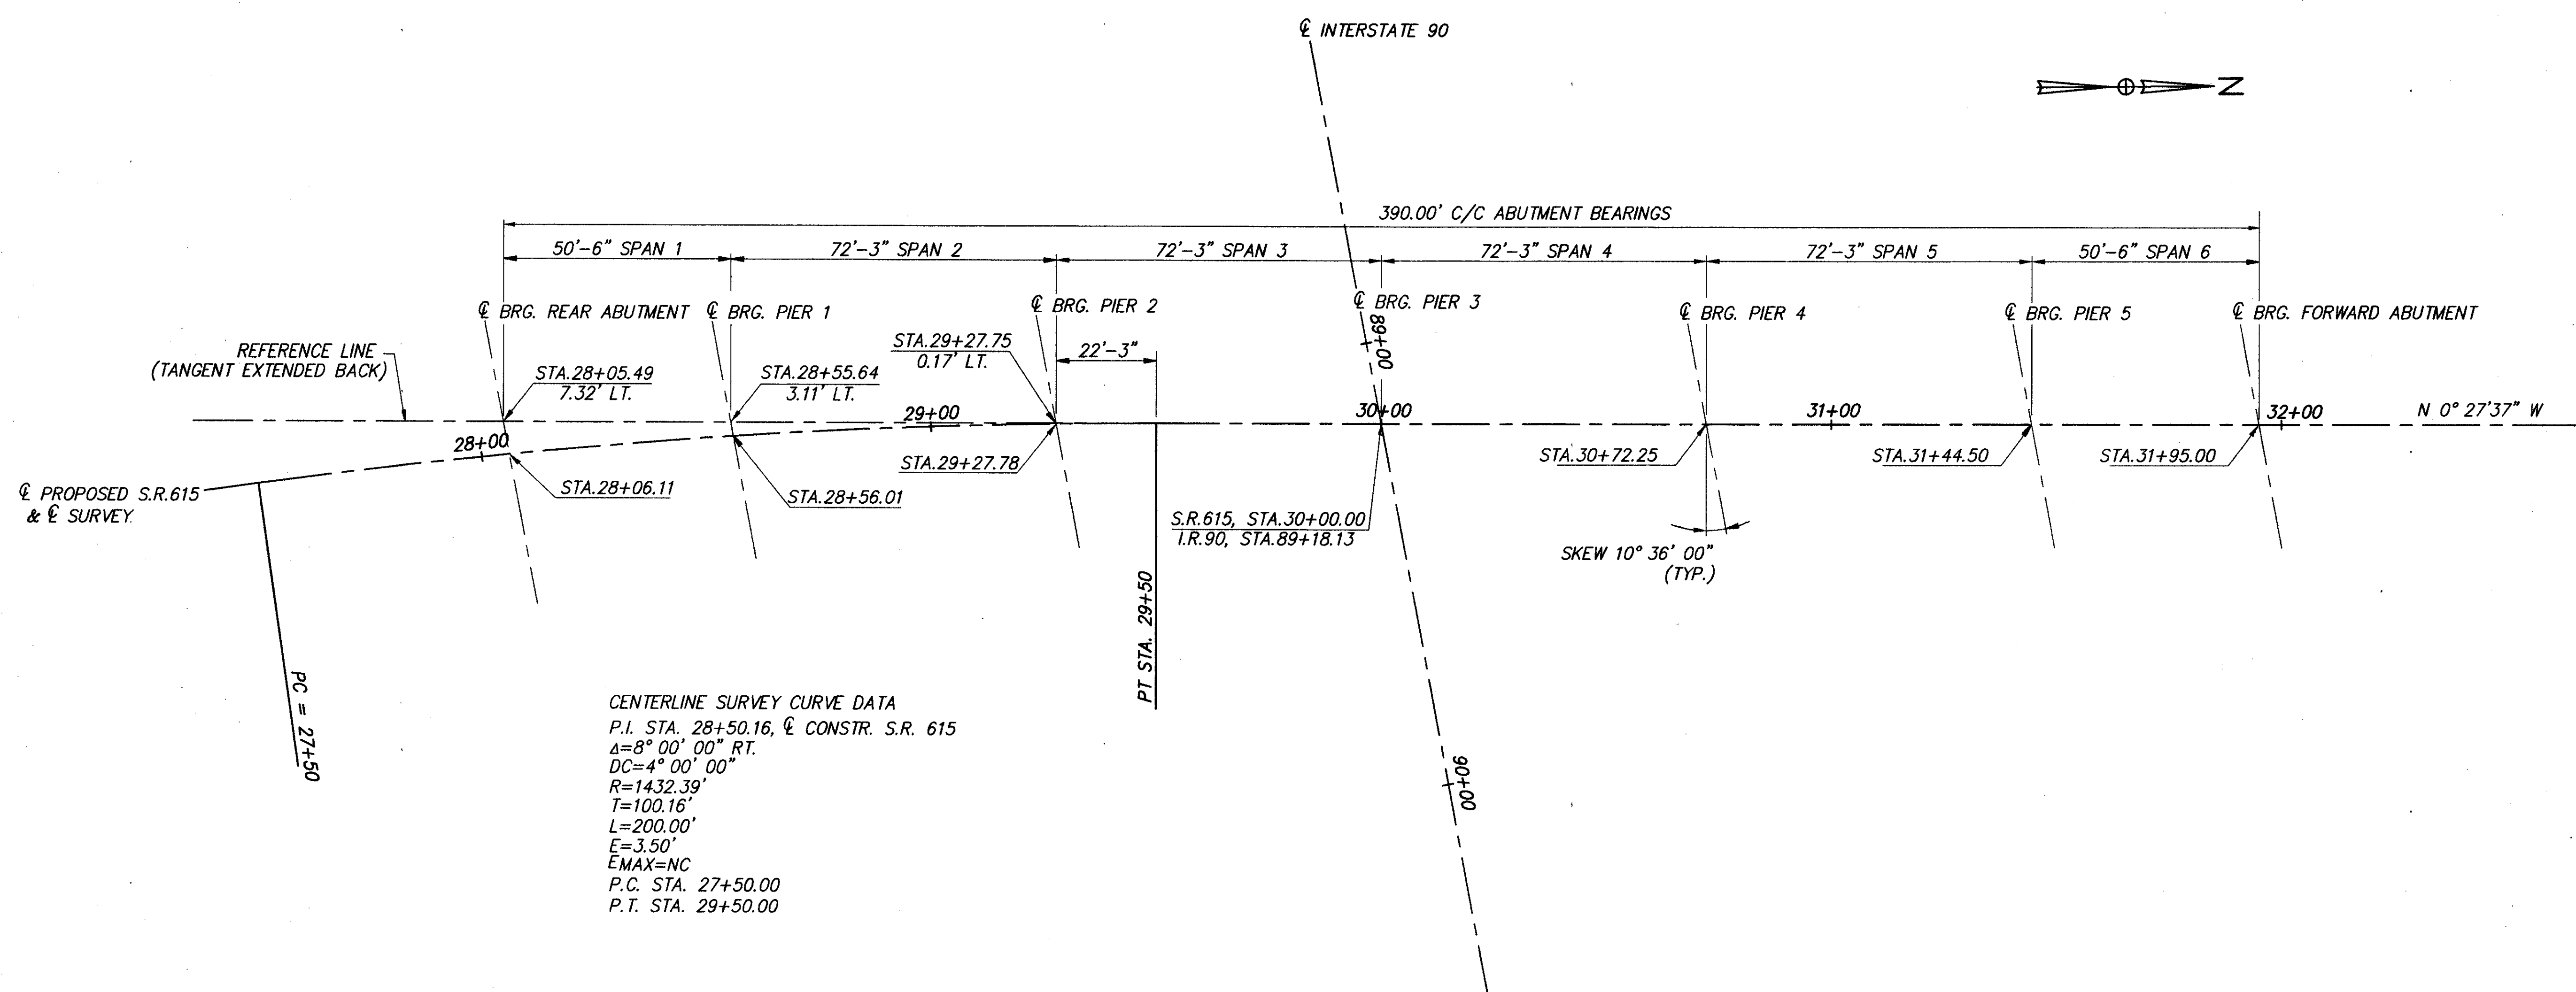 ℄ INTERSTATE 90
N
390.00' C/C ABUTMENT BEARINGS
50'-6" SPAN 1
72'-3" SPAN 2
72'-3" SPAN 3
72'-3" SPAN 4
72'-3" SPAN 5
50'-6" SPAN 6
℄ BRG. REAR ABUTMENT
℄ BRG. PIER 1
℄ BRG. PIER 2
℄ BRG. PIER 3
℄ BRG. PIER 4
℄ BRG. PIER 5
℄ BRG. FORWARD ABUTMENT
89+00
REFERENCE LINE
(TANGENT EXTENDED BACK)
STA.28+05.49
7.32' LT.
STA.28+55.64
3.11' LT.
STA.29+27.75
0.17' LT.
22'-3"
28+00
29+00
30+00
31+00
32+00
N 0° 27'37" W
℄ PROPOSED S.R.615
& ℄ SURVEY.
STA.28+06.11
STA.28+56.01
STA.29+27.78
S.R.615, STA.30+00.00
I.R.90, STA.89+18.13
STA.30+72.25
STA.31+44.50
STA.31+95.00
SKEW 10° 36' 00"
(TYP.)
PC = 27+50
PT STA. 29+50
90+00
CENTERLINE SURVEY CURVE DATA
P.I. STA. 28+50.16, ℄ CONSTR. S.R. 615
Δ=8° 00' 00" RT.
DC=4° 00' 00"
R=1432.39'
T=100.16'
L=200.00'
E=3.50'
EMAX=NC
P.C. STA. 27+50.00
P.T. STA. 29+50.00